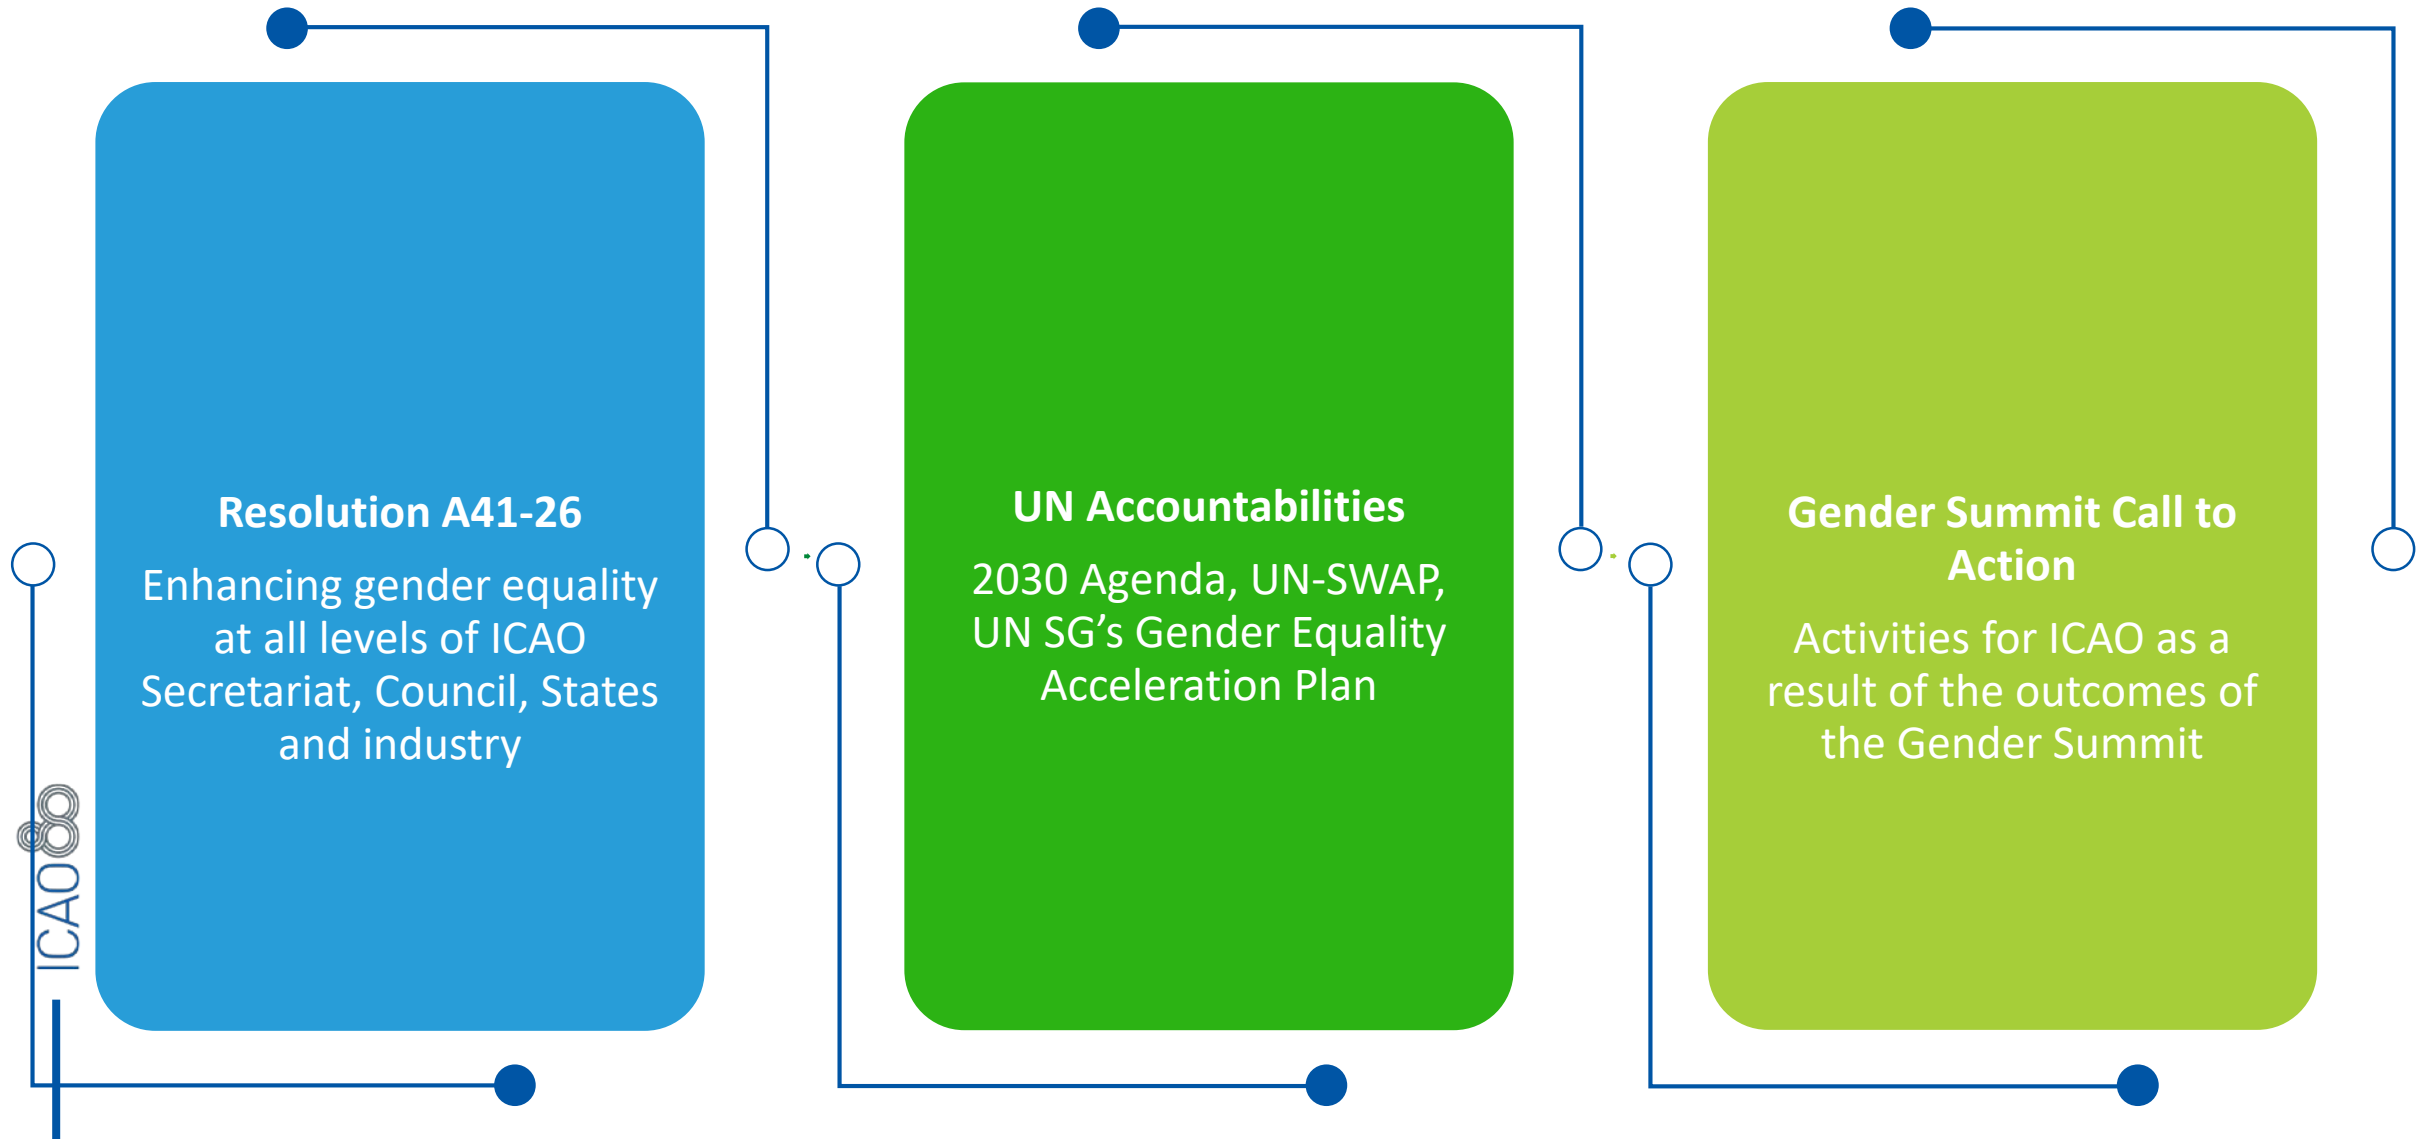 Resolution A41-26
Enhancing gender equality
at all levels of ICAO
Secretariat, Council, States
and industry
UN Accountabilities
2030 Agenda, UN-SWAP,
UN SG’s Gender Equality
Acceleration Plan
Gender Summit Call to
Action
Activities for ICAO as a
result of the outcomes of
the Gender Summit
ICAO